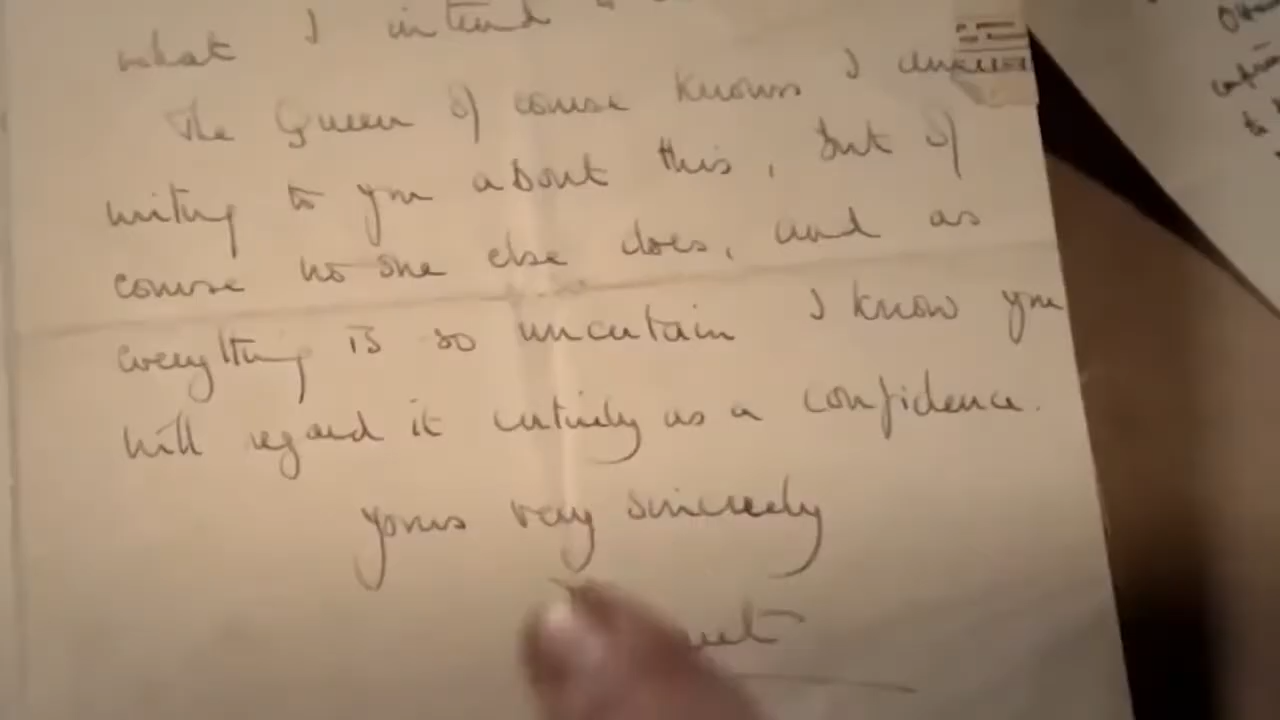 what I intend
The Queen of course knows I am
writing to you about this, but of
course no one else does, and as
everything is so uncertain I know you
will regard it entirely as a confidence.
yours very sincerely